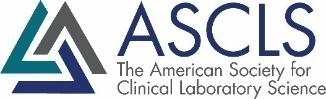 ASCLS
The American Society for
Clinical Laboratory Science